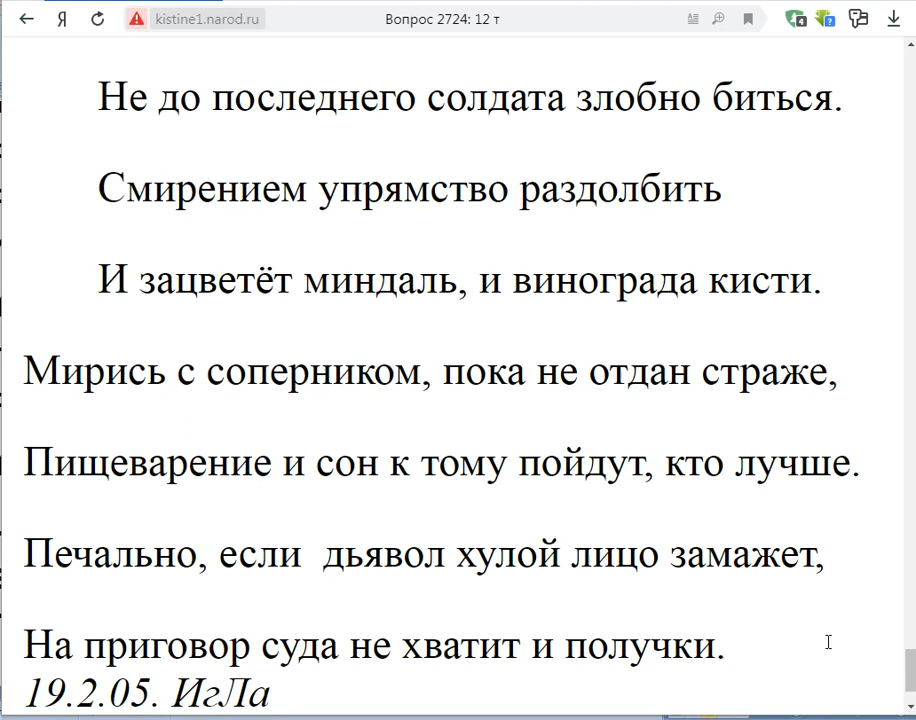 kistine1.narod.ru
Вопрос 2724: 12 т
Не до последнего солдата злобно биться.
Смирением упрямство раздолбить
И зацветёт миндаль, и винограда кисти.
Мирись с соперником, пока не отдан страже,
Пищеварение и сон к тому пойдут, кто лучше.
Печально, если  дьявол хулой лицо замажет,
На приговор суда не хватит и получки.
19.2.05. ИгЛа